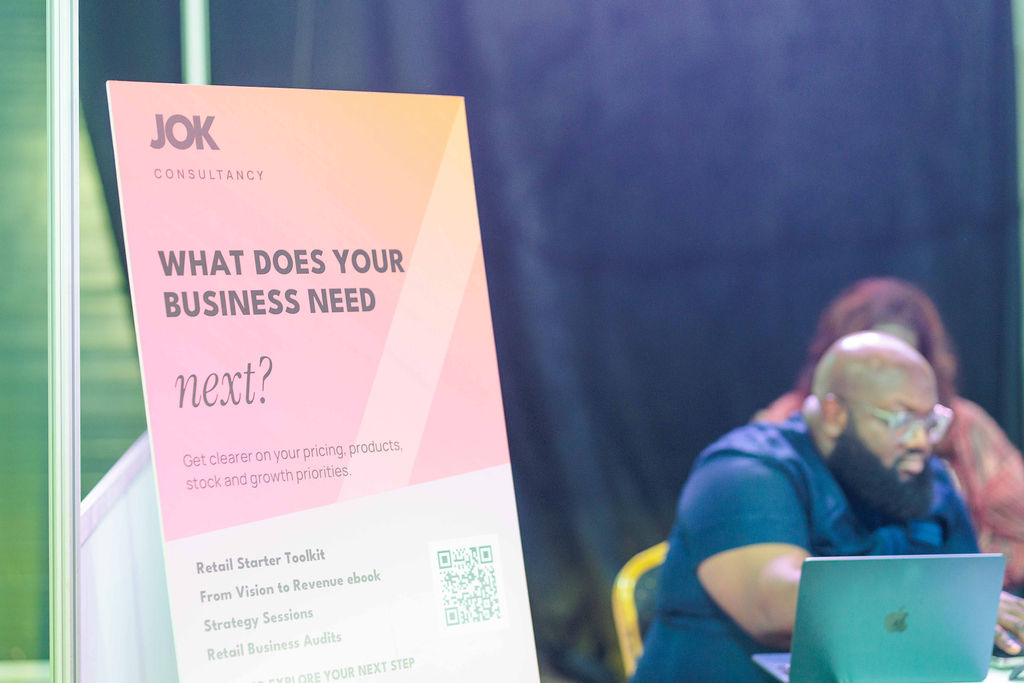 JOK
CONSULTANCY
WHAT DOES YOUR
BUSINESS NEED
next?
Get clearer on your pricing, products,
stock and growth priorities.
Retail Starter Toolkit
From Vision to Revenue ebook
Strategy Sessions
Retail Business Audits
EXPLORE YOUR NEXT STEP